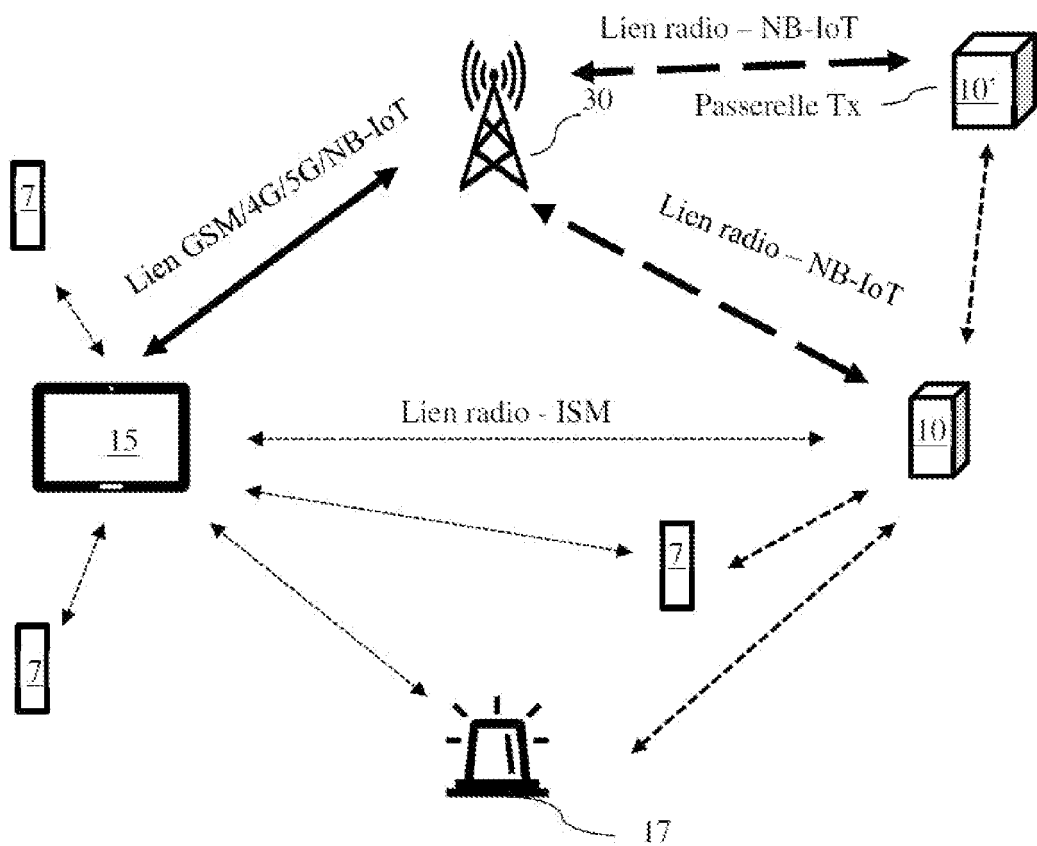 Lien radio – NB-IoT
10'
30
Passerelle Tx
Lien GSM/4G/5G/NB-IoT
7
Lien radio – NB-IoT
Lien radio - ISM
15
10
7
7
17